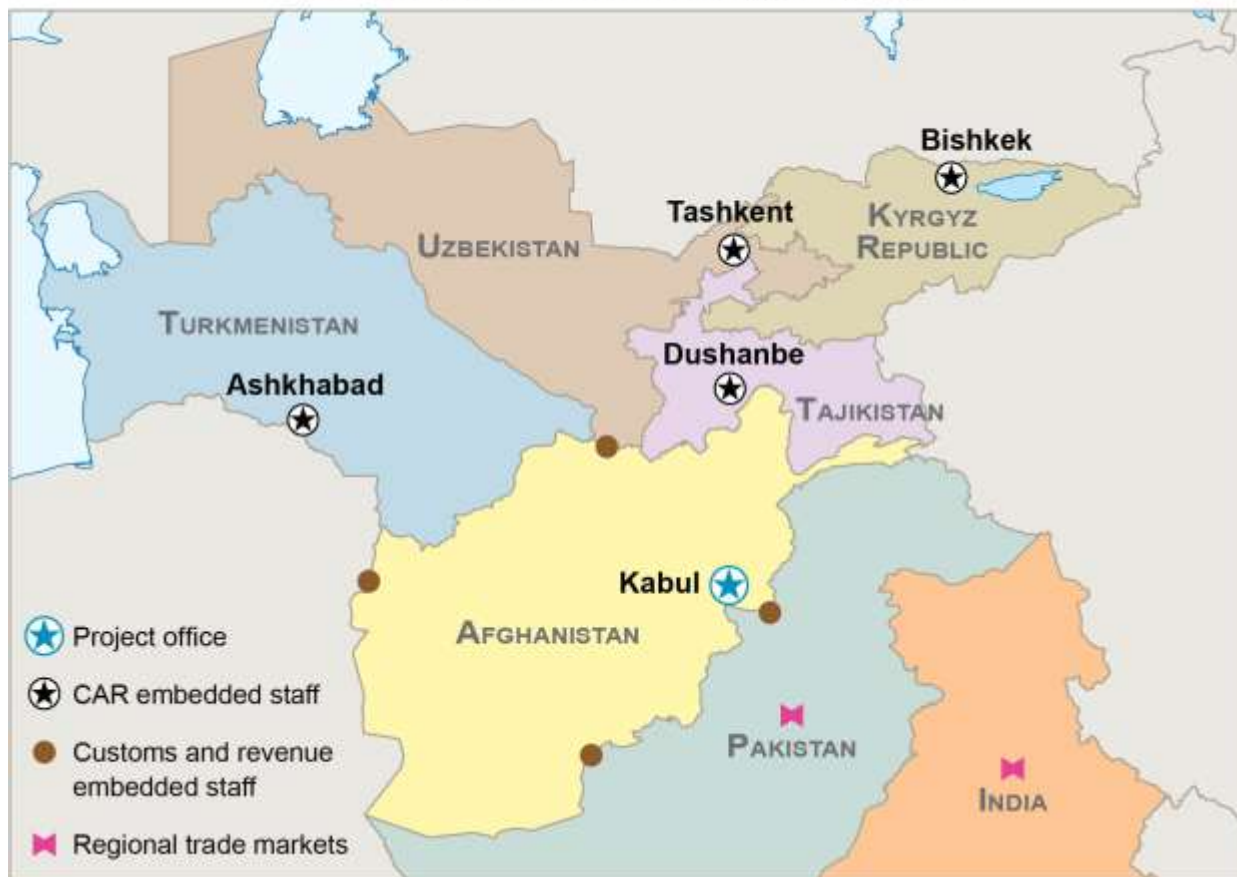 Bishkek
Tashkent
KYRGYZ
REPUBLIC
UZBEKISTAN
TURKMENISTAN
Dushanbe
Ashkhabad
TAJIKISTAN
Kabul
AFGHANISTAN
PAKISTAN
INDIA
Project office
CAR embedded staff
Customs and revenue
embedded staff
Regional trade markets